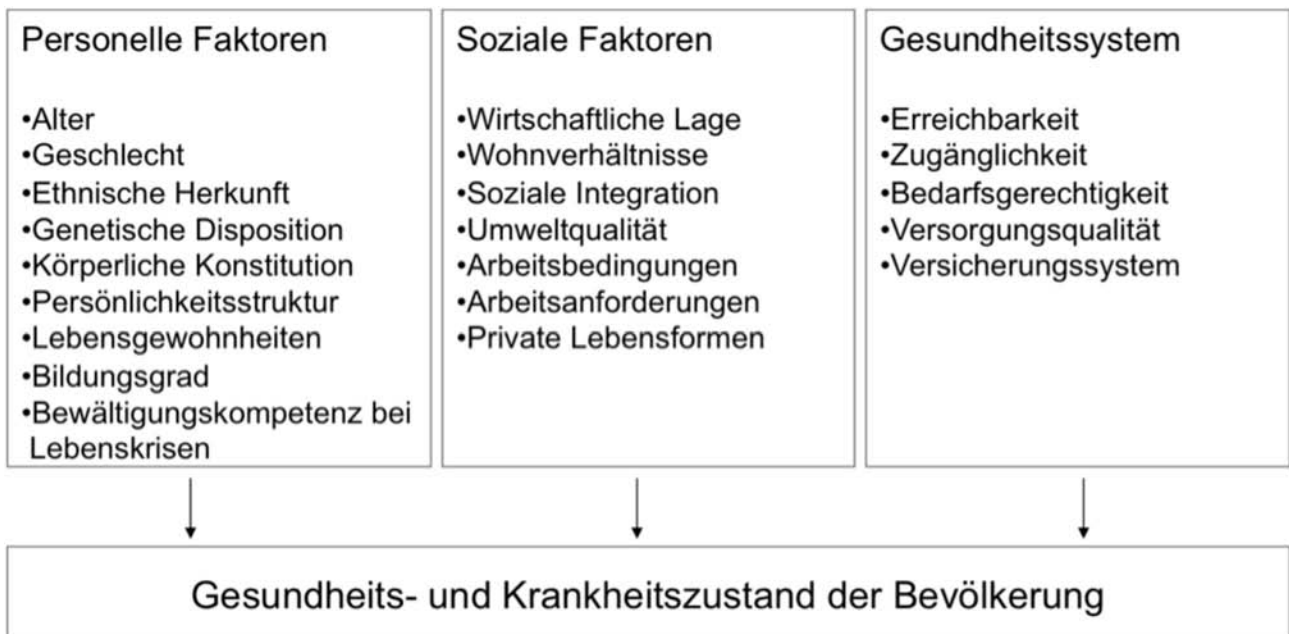 Personelle Faktoren
•Alter
•Geschlecht
•Ethnische Herkunft
•Genetische Disposition
•Körperliche Konstitution
•Persönlichkeitsstruktur
•Lebensgewohnheiten
•Bildungsgrad
•Bewältigungskompetenz bei
Lebenskrisen
Soziale Faktoren
•Wirtschaftliche Lage
•Wohnverhältnisse
•Soziale Integration
•Umweltqualität
•Arbeitsbedingungen
•Arbeitsanforderungen
•Private Lebensformen
Gesundheitssystem
•Erreichbarkeit
•Zugänglichkeit
•Bedarfsgerechtigkeit
•Versorgungsqualität
•Versicherungssystem
Gesundheits- und Krankheitszustand der Bevölkerung